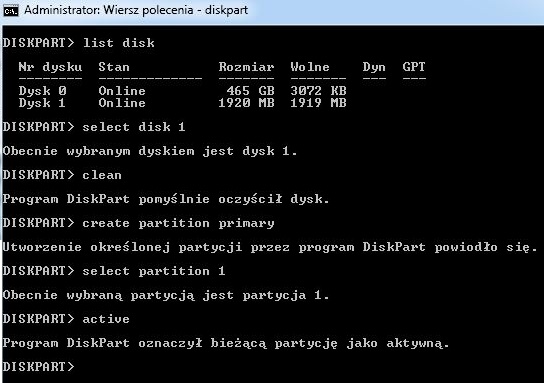 Administrator: Wiersz polecenia - diskpart
DISKPART> list disk
Nr dysku Stan Rozmiar Wolne Dyn GPT
-------- ------------- ------- ------- --- ---
Dysk 0 Online 465 GB 3072 KB
Dysk 1 Online 1920 MB 1919 MB
DISKPART> select disk 1
Obecnie wybranym dyskiem jest dysk 1.
DISKPART> clean
Program DiskPart pomyślnie oczyścił dysk.
DISKPART> create partition primary
Utworzenie określonej partycji przez program DiskPart powiodło się.
DISKPART> select partition 1
Obecnie wybraną partycją jest partycja 1.
DISKPART> active
Program DiskPart oznaczył bieżącą partycję jako aktywną.
DISKPART>